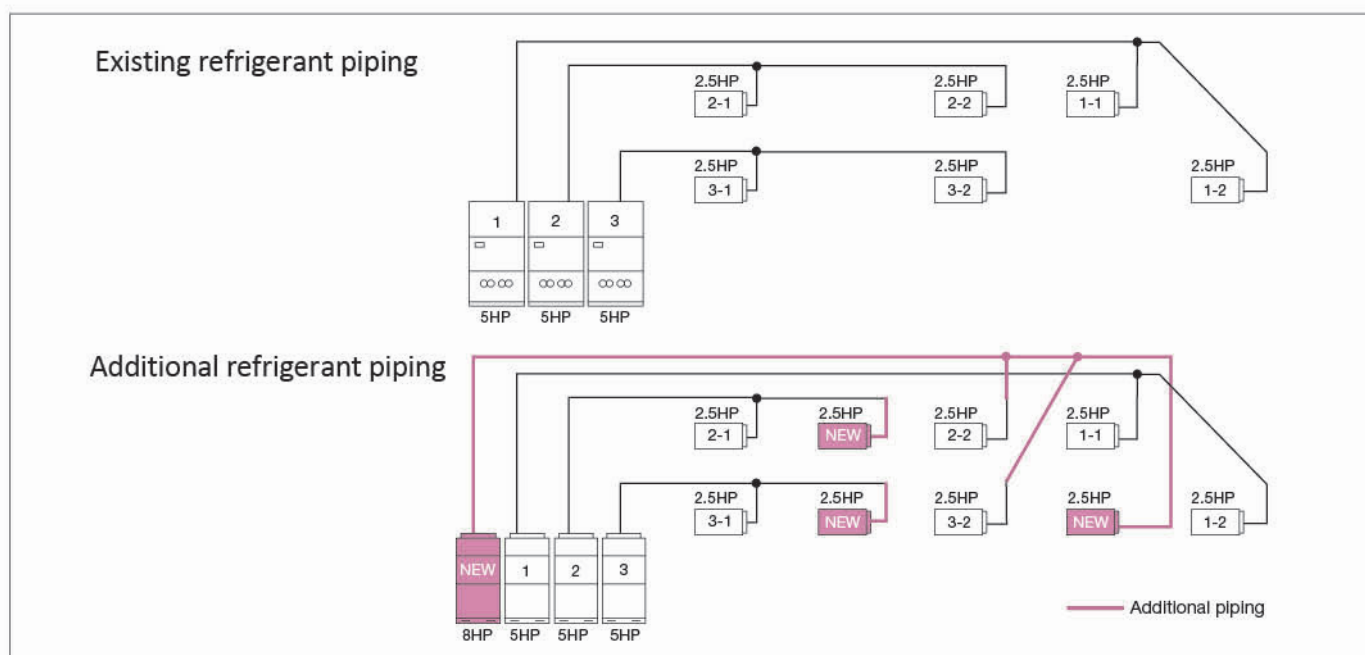 Existing refrigerant piping
2.5HP 2.5HP 2.5HP
2-1 2-2 1-1
2.5HP 2.5HP 2.5HP
3-1 3-2 1-2
1 2 3
5HP 5HP 5HP
Additional refrigerant piping
2.5HP 2.5HP 2.5HP 2.5HP
2-1 NEW 2-2 1-1
2.5HP 2.5HP 2.5HP 2.5HP 2.5HP
3-1 NEW 3-2 NEW 1-2
NEW 1 2 3
8HP 5HP 5HP 5HP
Additional piping